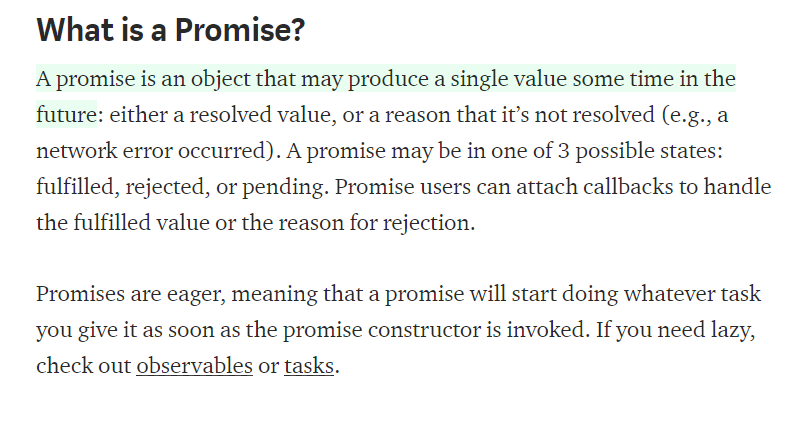 What is a Promise?
A promise is an object that may produce a single value some time in the
future: either a resolved value, or a reason that it’s not resolved (e.g., a
network error occurred). A promise may be in one of 3 possible states:
fulfilled, rejected, or pending. Promise users can attach callbacks to handle
the fulfilled value or the reason for rejection.
Promises are eager, meaning that a promise will start doing whatever task
you give it as soon as the promise constructor is invoked. If you need lazy,
check out observables or tasks.